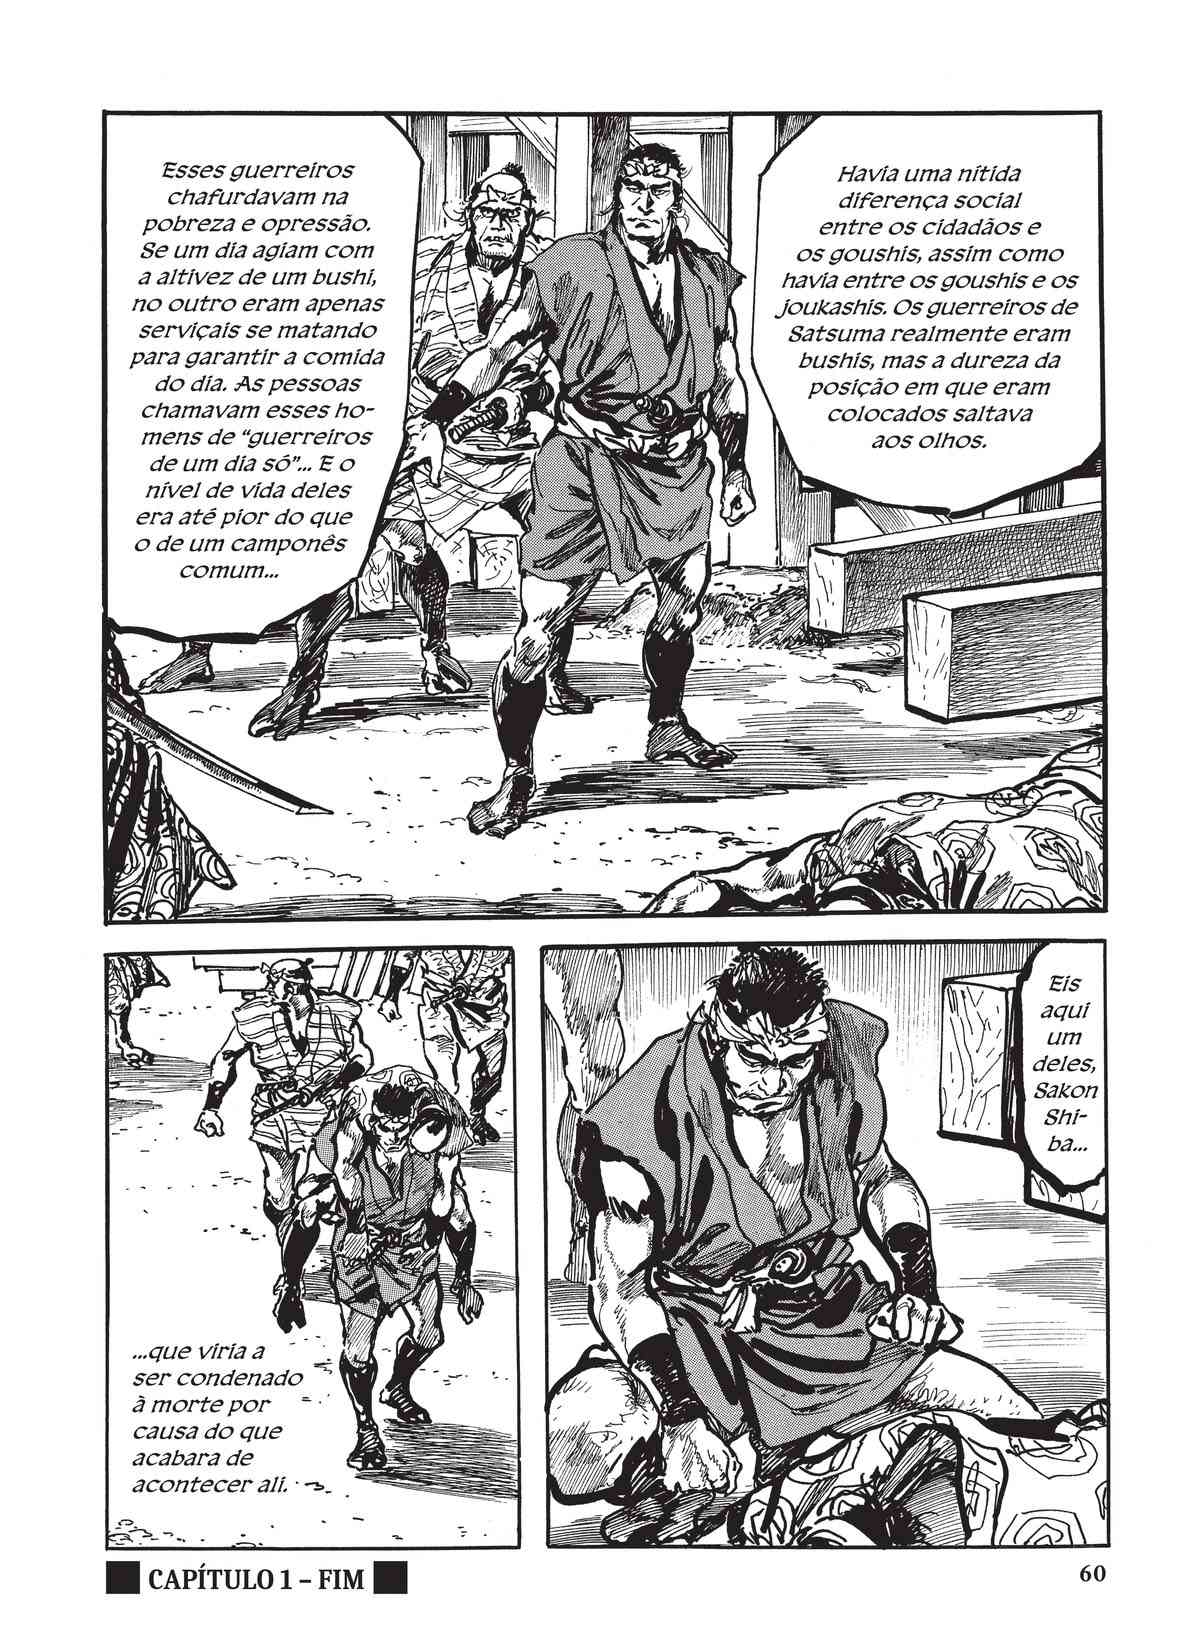 Havia uma nítida
diferença social
entre os cidadãos e
os goushis, assim como
havia entre os goushis e os
joukashis. Os guerreiros de
Satsuma realmente eram
bushis, mas a dureza da
posição em que eram
colocados saltava
aos olhos.
Esses guerreiros
chafurdavam na
pobreza e opressão.
Se um dia agiam com
a altivez de um bushi,
no outro eram apenas
serviçais se matando
para garantir a comida
do dia. As pessoas
chamavam esses ho-
mens de “guerreiros
de um dia só”... E o
nível de vida deles
era até pior do que
o de um camponês
comum...
Eis
aqui
um
deles,
Sakon
Shi-
ba...
...que viria a
ser condenado
à morte por
causa do que
acabara de
acontecer ali.
CAPÍTULO 1 – FIM
60